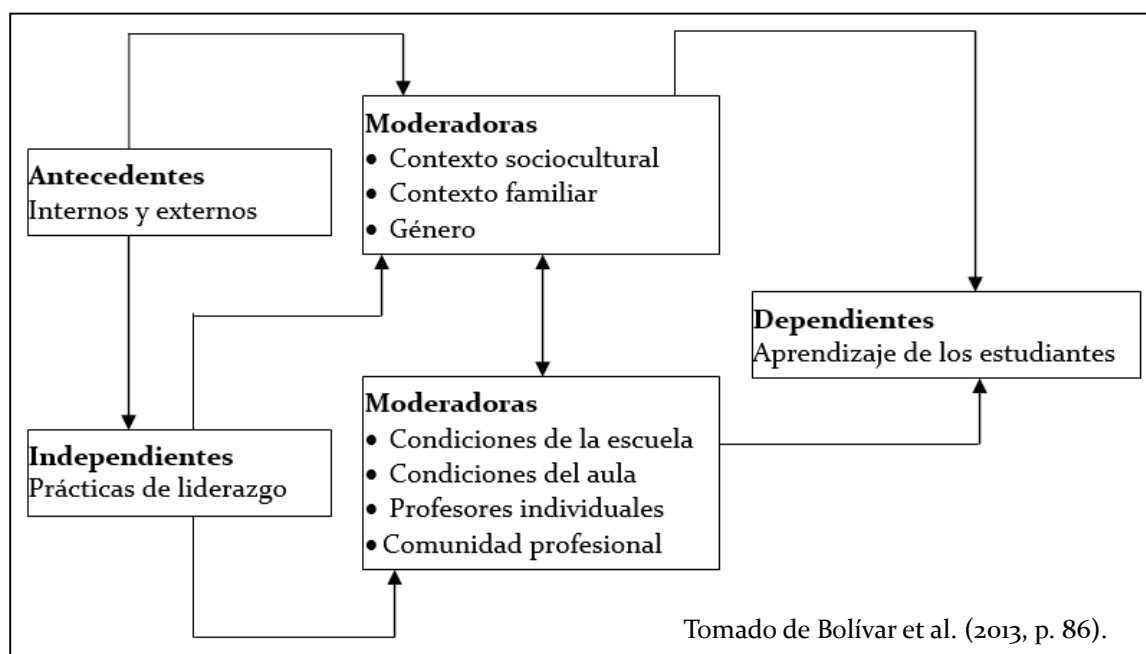 Antecedentes
Internos y externos
Moderadoras
• Contexto sociocultural
• Contexto familiar
• Género
Independientes
Prácticas de liderazgo
Moderadoras
• Condiciones de la escuela
• Condiciones del aula
• Profesores individuales
• Comunidad profesional
Dependientes
Aprendizaje de los estudiantes
Tomado de Bolívar et al. (2013, p. 86).